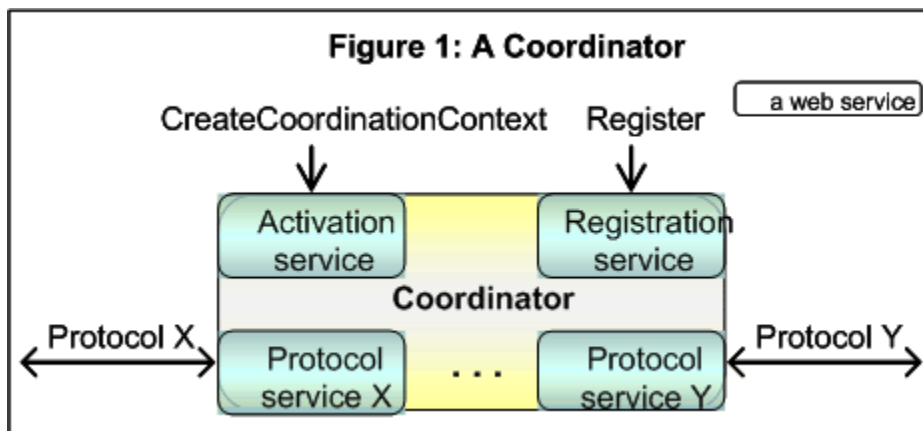 Figure 1: A Coordinator
a web service
CreateCoordinationContext
Register
Activation
service
Registration
service
Coordinator
Protocol X
Protocol Y
Protocol
service X
. . .
Protocol
service Y